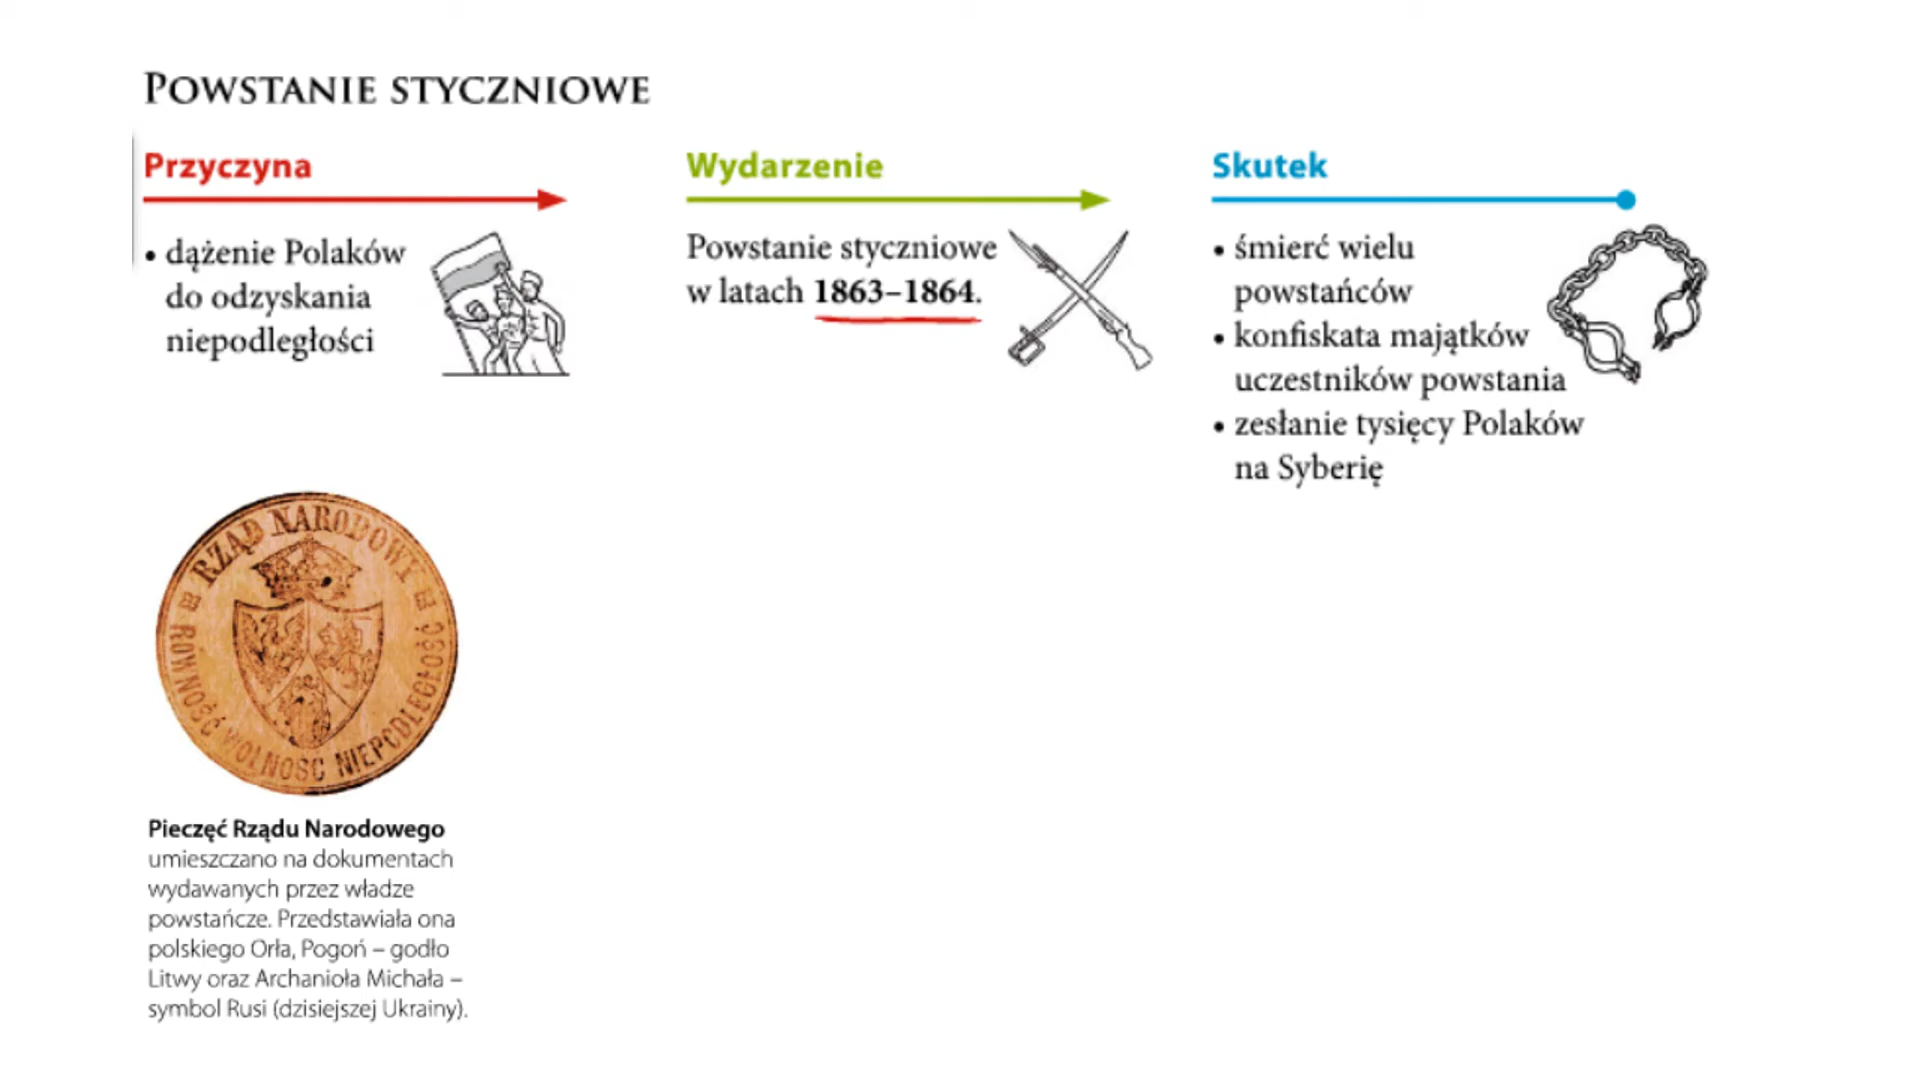 Powstanie styczniowe
Przyczyna
• dążenie Polaków
do odzyskania
niepodległości
Wydarzenie
Powstanie styczniowe
w latach 1863–1864.
Skutek
• śmierć wielu
powstańców
• konfiskata majątków
uczestników powstania
• zesłanie tysięcy Polaków
na Syberię
RZĄD NARODOWY
ROWNOŚĆ WOLNOSC NIEPODLEGŁOŚĆ
Pieczęć Rządu Narodowego
umieszczano na dokumentach
wydawanych przez władze
powstańcze. Przedstawiała ona
polskiego Orła, Pogoń – godło
Litwy oraz Archanioła Michała –
symbol Rusi (dzisiejszej Ukrainy).